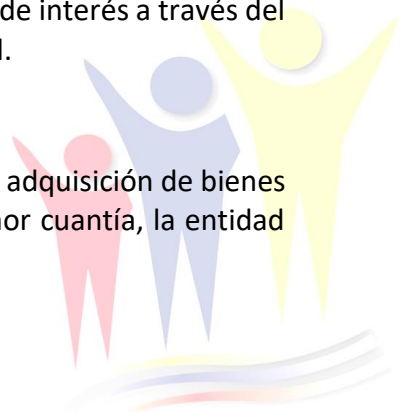 de interés a través del
l.
adquisición de bienes
nor cuantía, la entidad